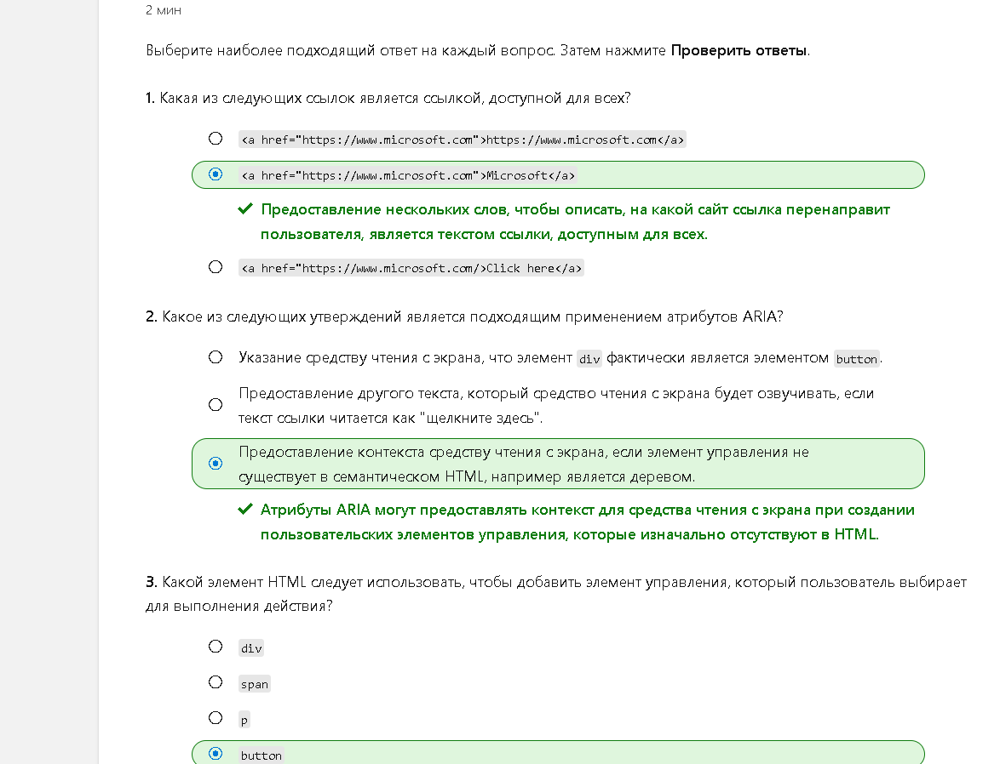 2 мин
Выберите наиболее подходящий ответ на каждый вопрос. Затем нажмите Проверить ответы.
1. Какая из следующих ссылок является ссылкой, доступной для всех?
<a href="https://www.microsoft.com">https://www.microsoft.com</a>
<a href="https://www.microsoft.com">Microsoft</a>
Предоставление нескольких слов, чтобы описать, на какой сайт ссылка перенаправит
пользователя, является текстом ссылки, доступным для всех.
<a href="https://www.microsoft.com/>Click here</a>
2. Какое из следующих утверждений является подходящим применением атрибутов ARIA?
Указание средству чтения с экрана, что элемент div фактически является элементом button.
Предоставление другого текста, который средство чтения с экрана будет озвучивать, если
текст ссылки читается как "щелкните здесь".
Предоставление контекста средству чтения с экрана, если элемент управления не
существует в семантическом HTML, например является деревом.
Атрибуты ARIA могут предоставлять контекст для средства чтения с экрана при создании
пользовательских элементов управления, которые изначально отсутствуют в HTML.
3. Какой элемент HTML следует использовать, чтобы добавить элемент управления, который пользователь выбирает
для выполнения действия?
div
span
p
button